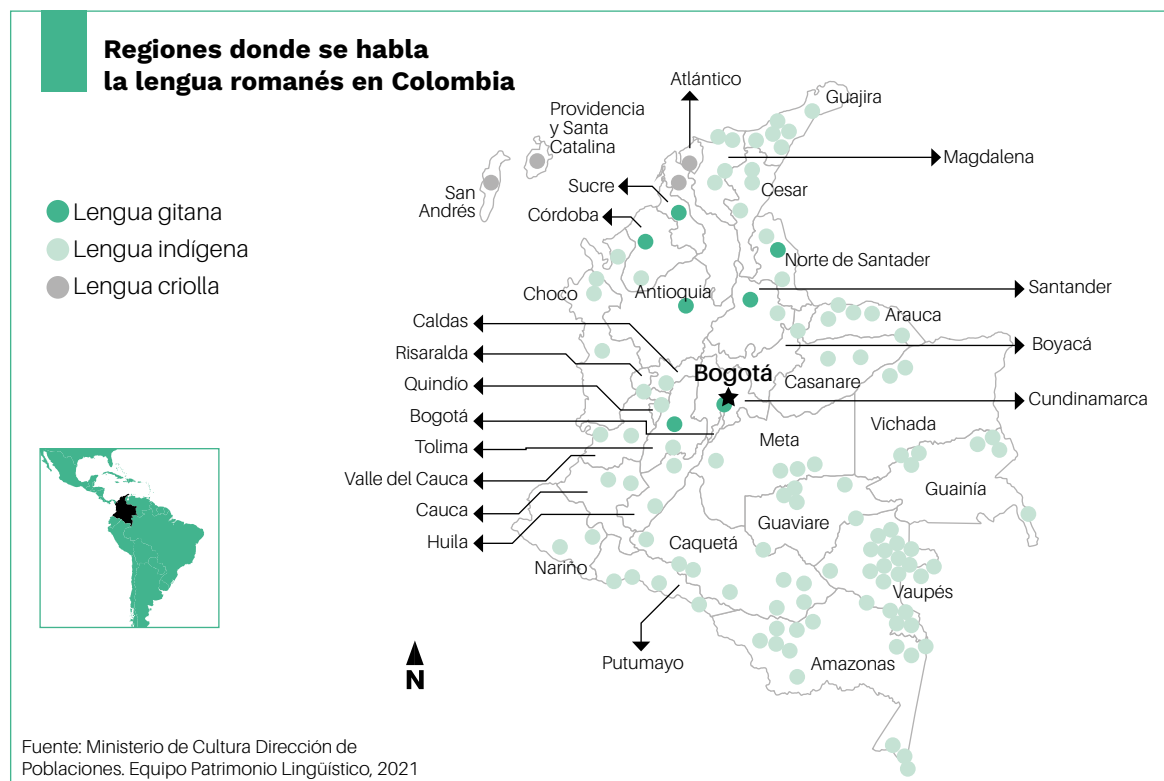 Regiones donde se habla
la lengua romanés en Colombia
Lengua gitana
Lengua indígena
Lengua criolla
Atlántico
Providencia
y Santa
Catalina
Guajira
Magdalena
San
Andrés
Sucre
Cesar
Córdoba
Norte de Santader
Choco
Antioquia
Santander
Arauca
Caldas
Boyacá
Risaralda
Bogotá
Casanare
Quindío
Cundinamarca
Bogotá
Tolima
Meta
Vichada
Valle del Cauca
Guainía
Cauca
Guaviare
Huila
Caquetá
Nariño
Vaupés
Putumayo
Amazonas
N
Fuente: Ministerio de Cultura Dirección de
Poblaciones. Equipo Patrimonio Lingüístico, 2021